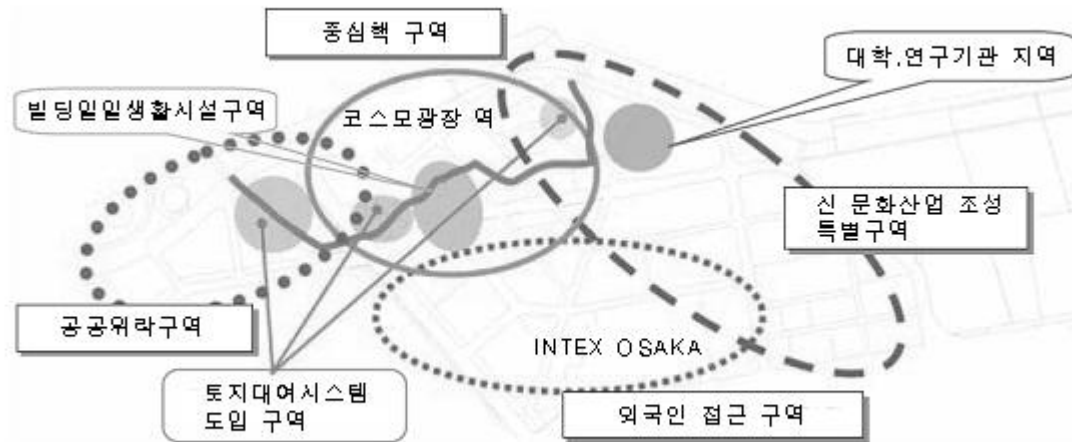 중심핵 구역
대학.연구기관 지역
빌딩일일생활시설구역
코스모광장 역
신 문화산업 조성
특별구역
공공위락구역
INTEX OSAKA
토지대여시스템
도입 구역
외국인 접근 구역